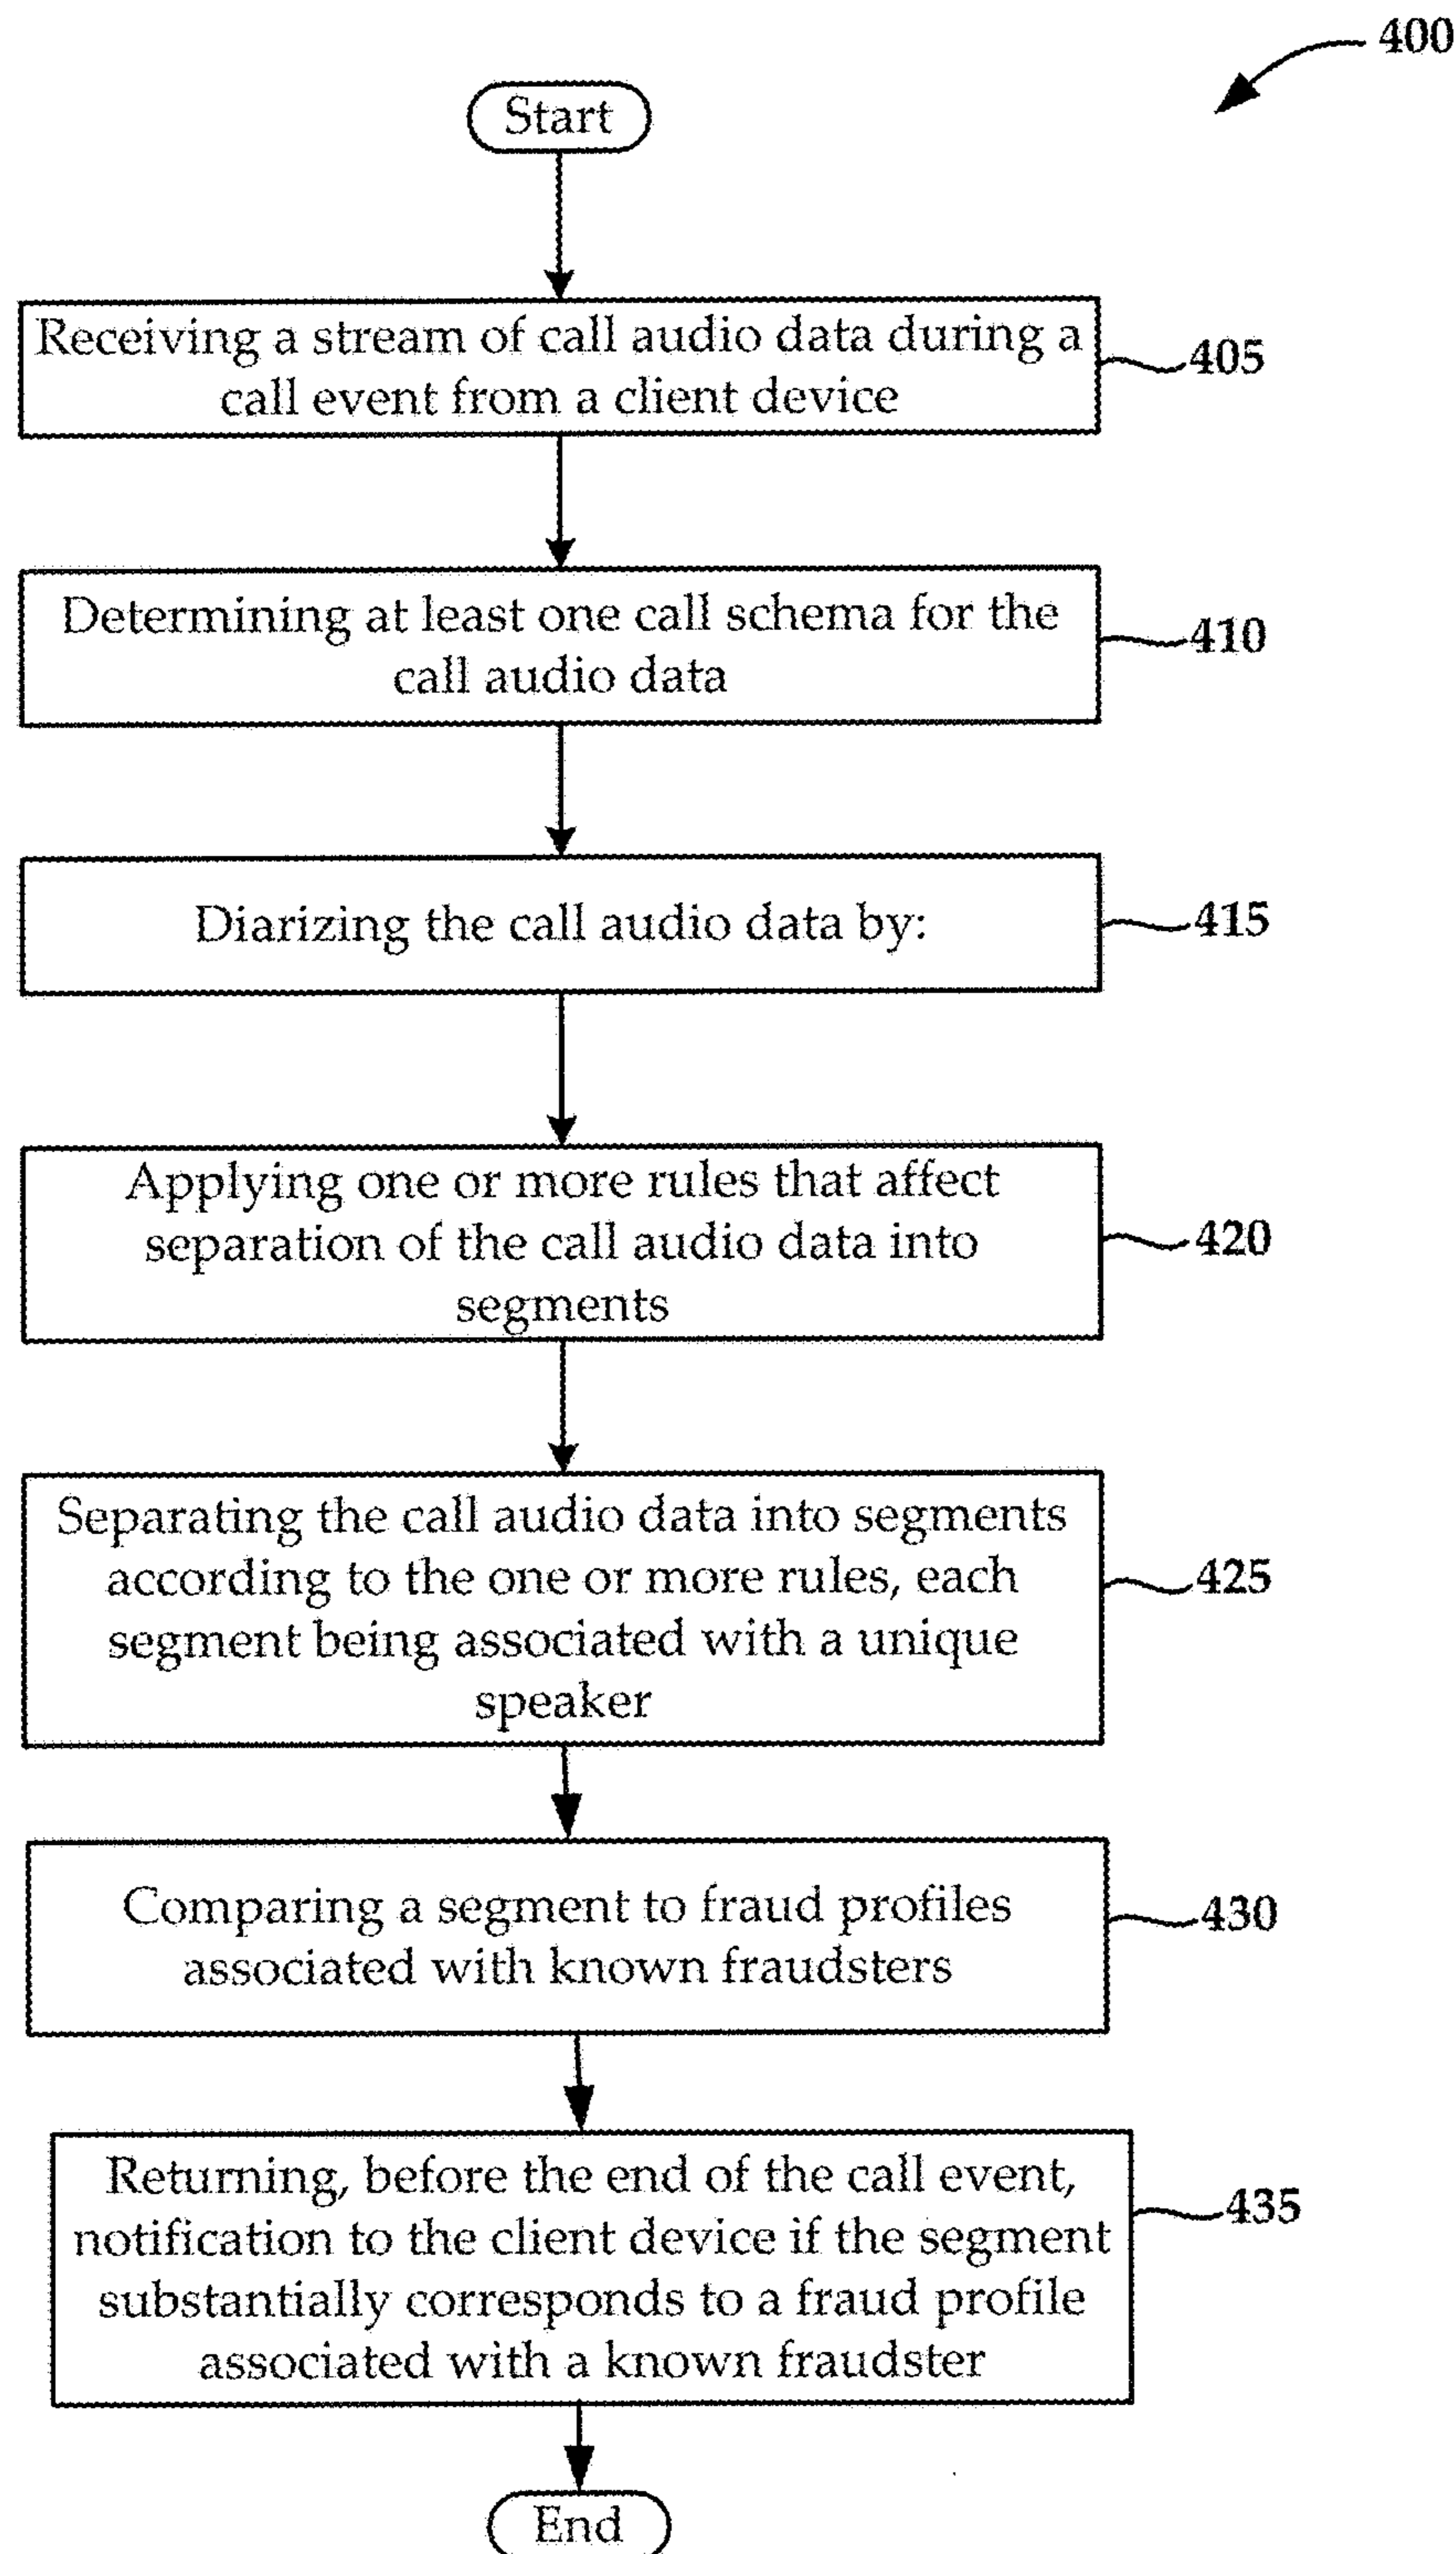 400
Start
Receiving a stream of call audio data during a
call event from a client device
405
Determining at least one call schema for the
call audio data
410
Diarizing the call audio data by:
415
Applying one or more rules that affect
separation of the call audio data into
segments
420
Separating the call audio data into segments
according to the one or more rules, each
segment being associated with a unique
speaker
425
Comparing a segment to fraud profiles
associated with known fraudsters
430
Returning, before the end of the call event,
notification to the client device if the segment
substantially corresponds to a fraud profile
associated with a known fraudster
435
End